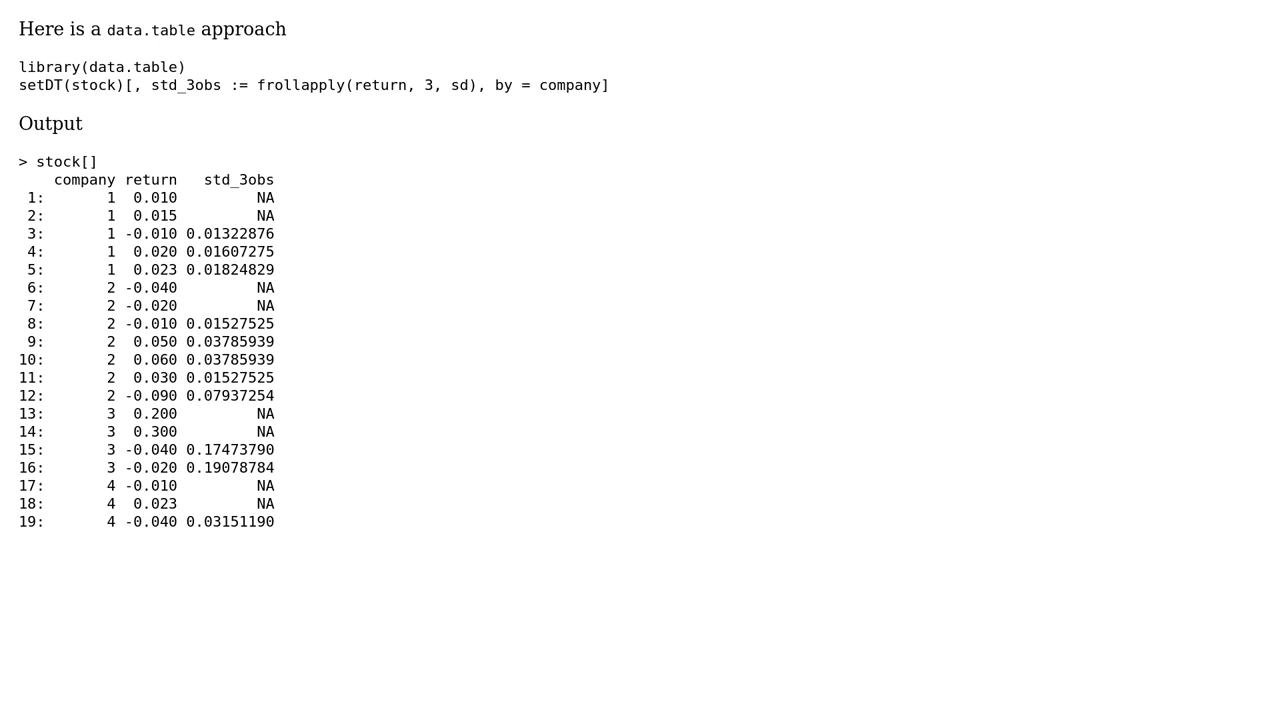 Here is a data.table approach
library(data.table)
setDT(stock)[, std_3obs := frollapply(return, 3, sd), by = company]
Output
> stock[]
    company return   std_3obs
 1:       1  0.010         NA
 2:       1  0.015         NA
 3:       1 -0.010 0.01322876
 4:       1  0.020 0.01607275
 5:       1  0.023 0.01824829
 6:       2 -0.040         NA
 7:       2 -0.020         NA
 8:       2 -0.010 0.01527525
 9:       2  0.050 0.03785939
10:       2  0.060 0.03785939
11:       2  0.030 0.01527525
12:       2 -0.090 0.07937254
13:       3  0.200         NA
14:       3  0.300         NA
15:       3 -0.040 0.17473790
16:       3 -0.020 0.19078784
17:       4 -0.010         NA
18:       4  0.023         NA
19:       4 -0.040 0.03151190